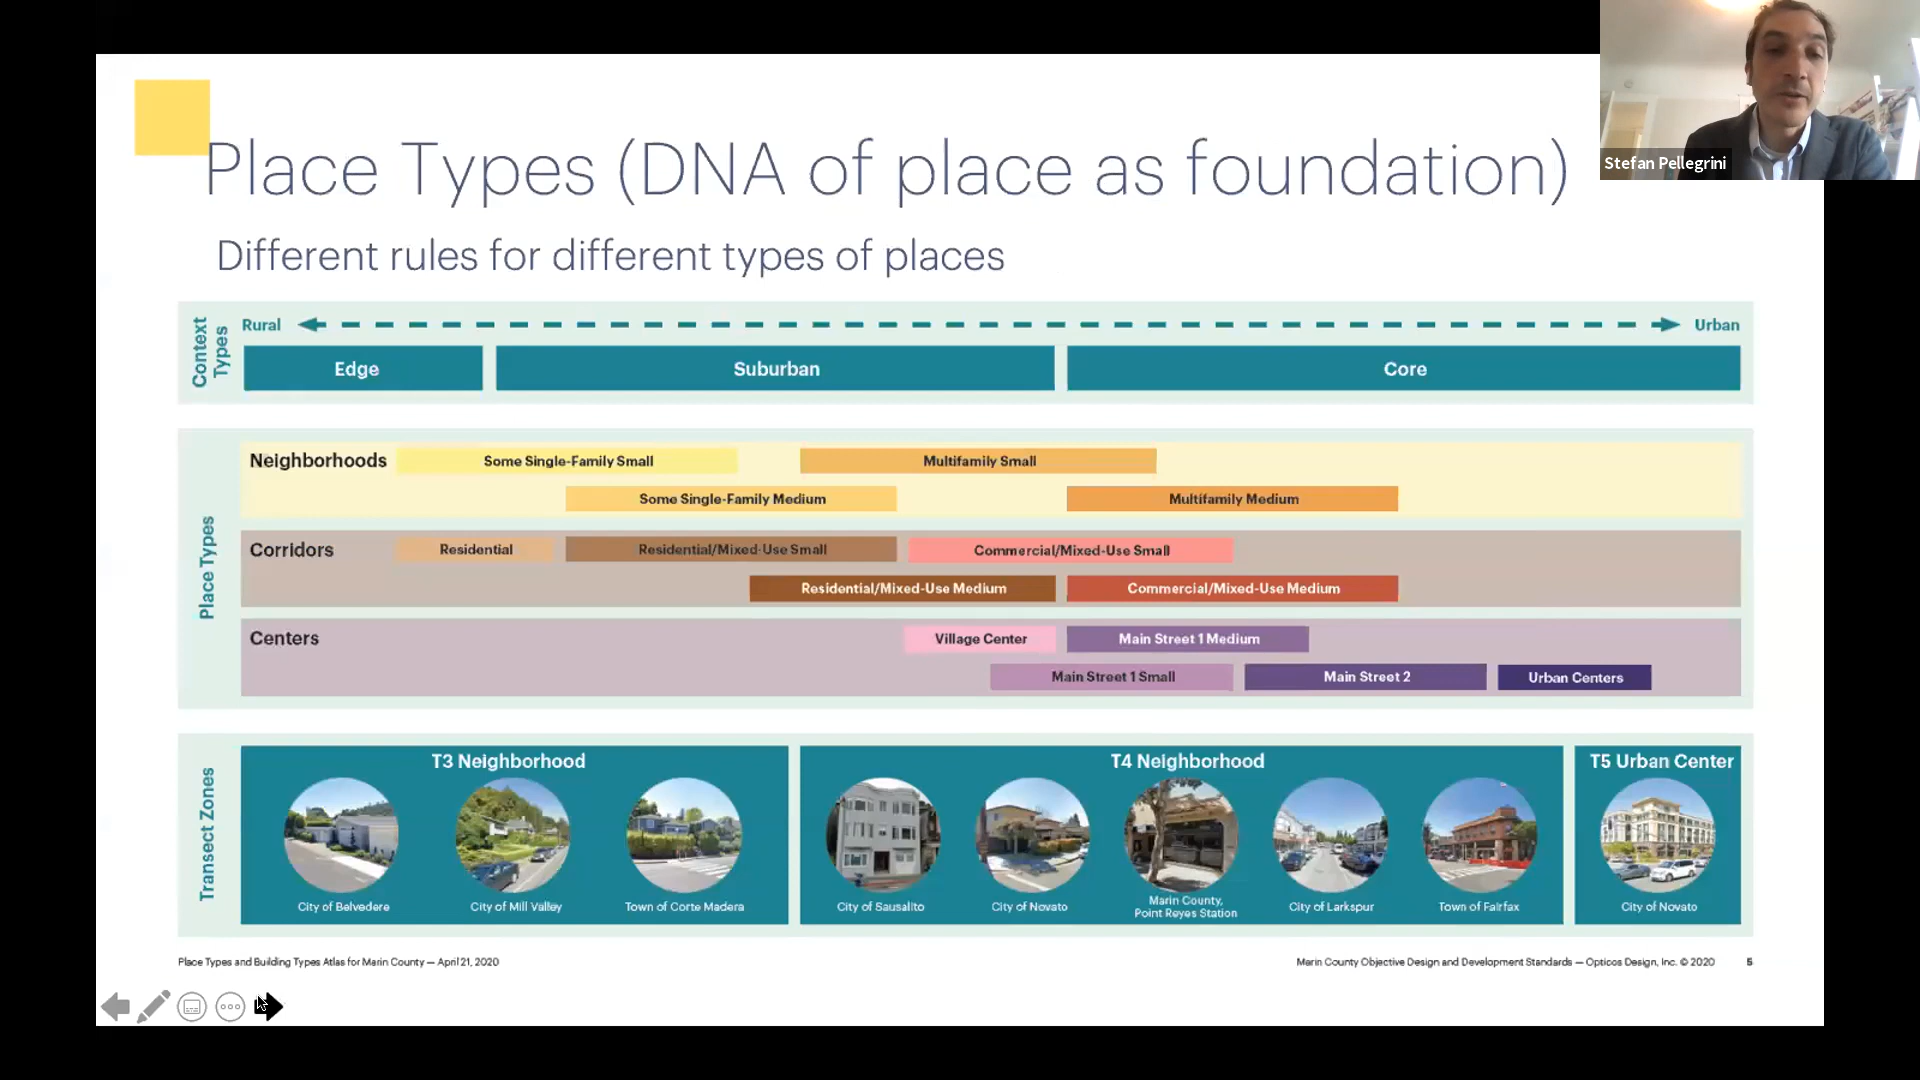 Stefan Pellegrini
Place Types (DNA of place as foundation)
Different rules for different types of places
Context
Types
Rural
Urban
Edge
Suburban
Core
Place Types
Neighborhoods
Some Single-Family Small
Multifamily Small
Some Single-Family Medium
Multifamily Medium
Corridors
Residential
Residential/Mixed-Use Small
Commercial/Mixed-Use Small
Residential/Mixed-Use Medium
Commercial/Mixed-Use Medium
Centers
Village Center
Main Street 1 Medium
Main Street 1 Small
Main Street 2
Urban Centers
Transect Zones
T3 Neighborhood
City of Belvedere
City of Mill Valley
Town of Corte Madera
T4 Neighborhood
City of Sausalito
City of Novato
Marin County,
Point Reyes Station
City of Larkspur
Town of Fairfax
T5 Urban Center
City of Novato
Place Types and Building Types Atlas for Marin County — April 21, 2020
Marin County Objective Design and Development Standards — Opticos Design, Inc. © 2020
5